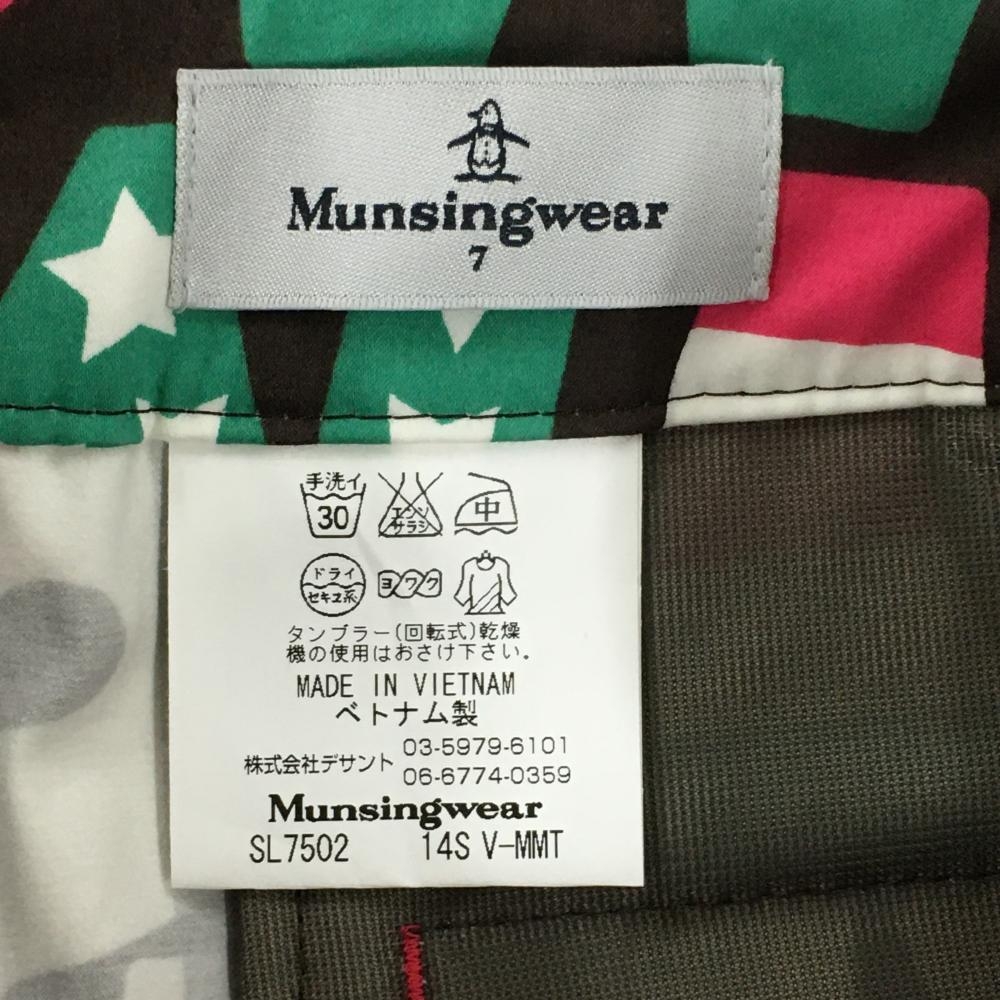 Munsingwear
7
手洗イ
30
エンソ
サラシ
中
ドライ
セキユ系
ヨワク
タンブラー(回転式)乾燥
機の使用はおさけ下さい。
MADE IN VIETNAM
ベトナム製
株式会社デサント 03-5979-6101
06-6774-0359
Munsingwear
SL7502 14S V-MMT